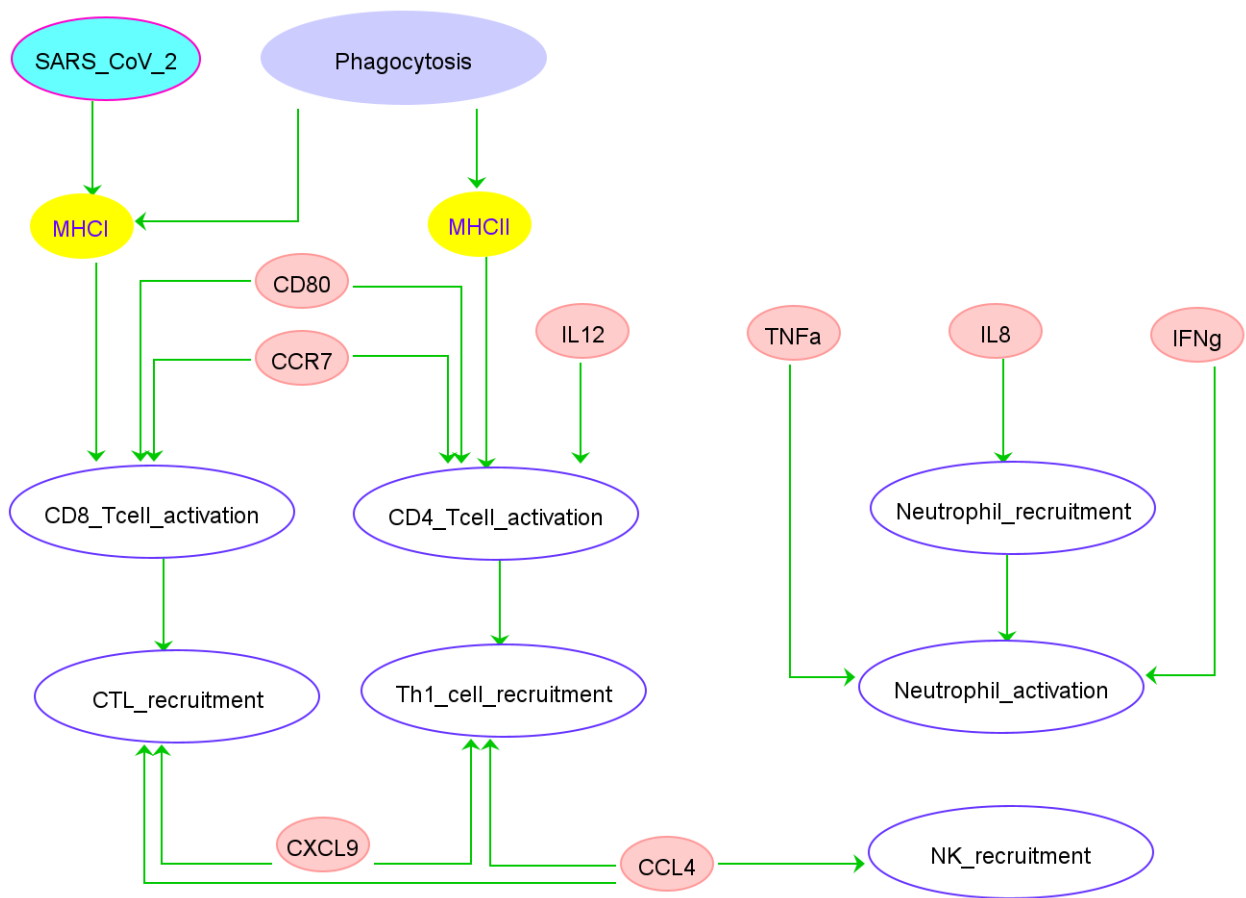 SARS_CoV_2
Phagocytosis
MHCI
MHCII
CD80
IL12
TNFa
IL8
IFNg
CCR7
CD8_Tcell_activation
CD4_Tcell_activation
Neutrophil_recruitment
CTL_recruitment
Th1_cell_recruitment
Neutrophil_activation
CXCL9
CCL4
NK_recruitment